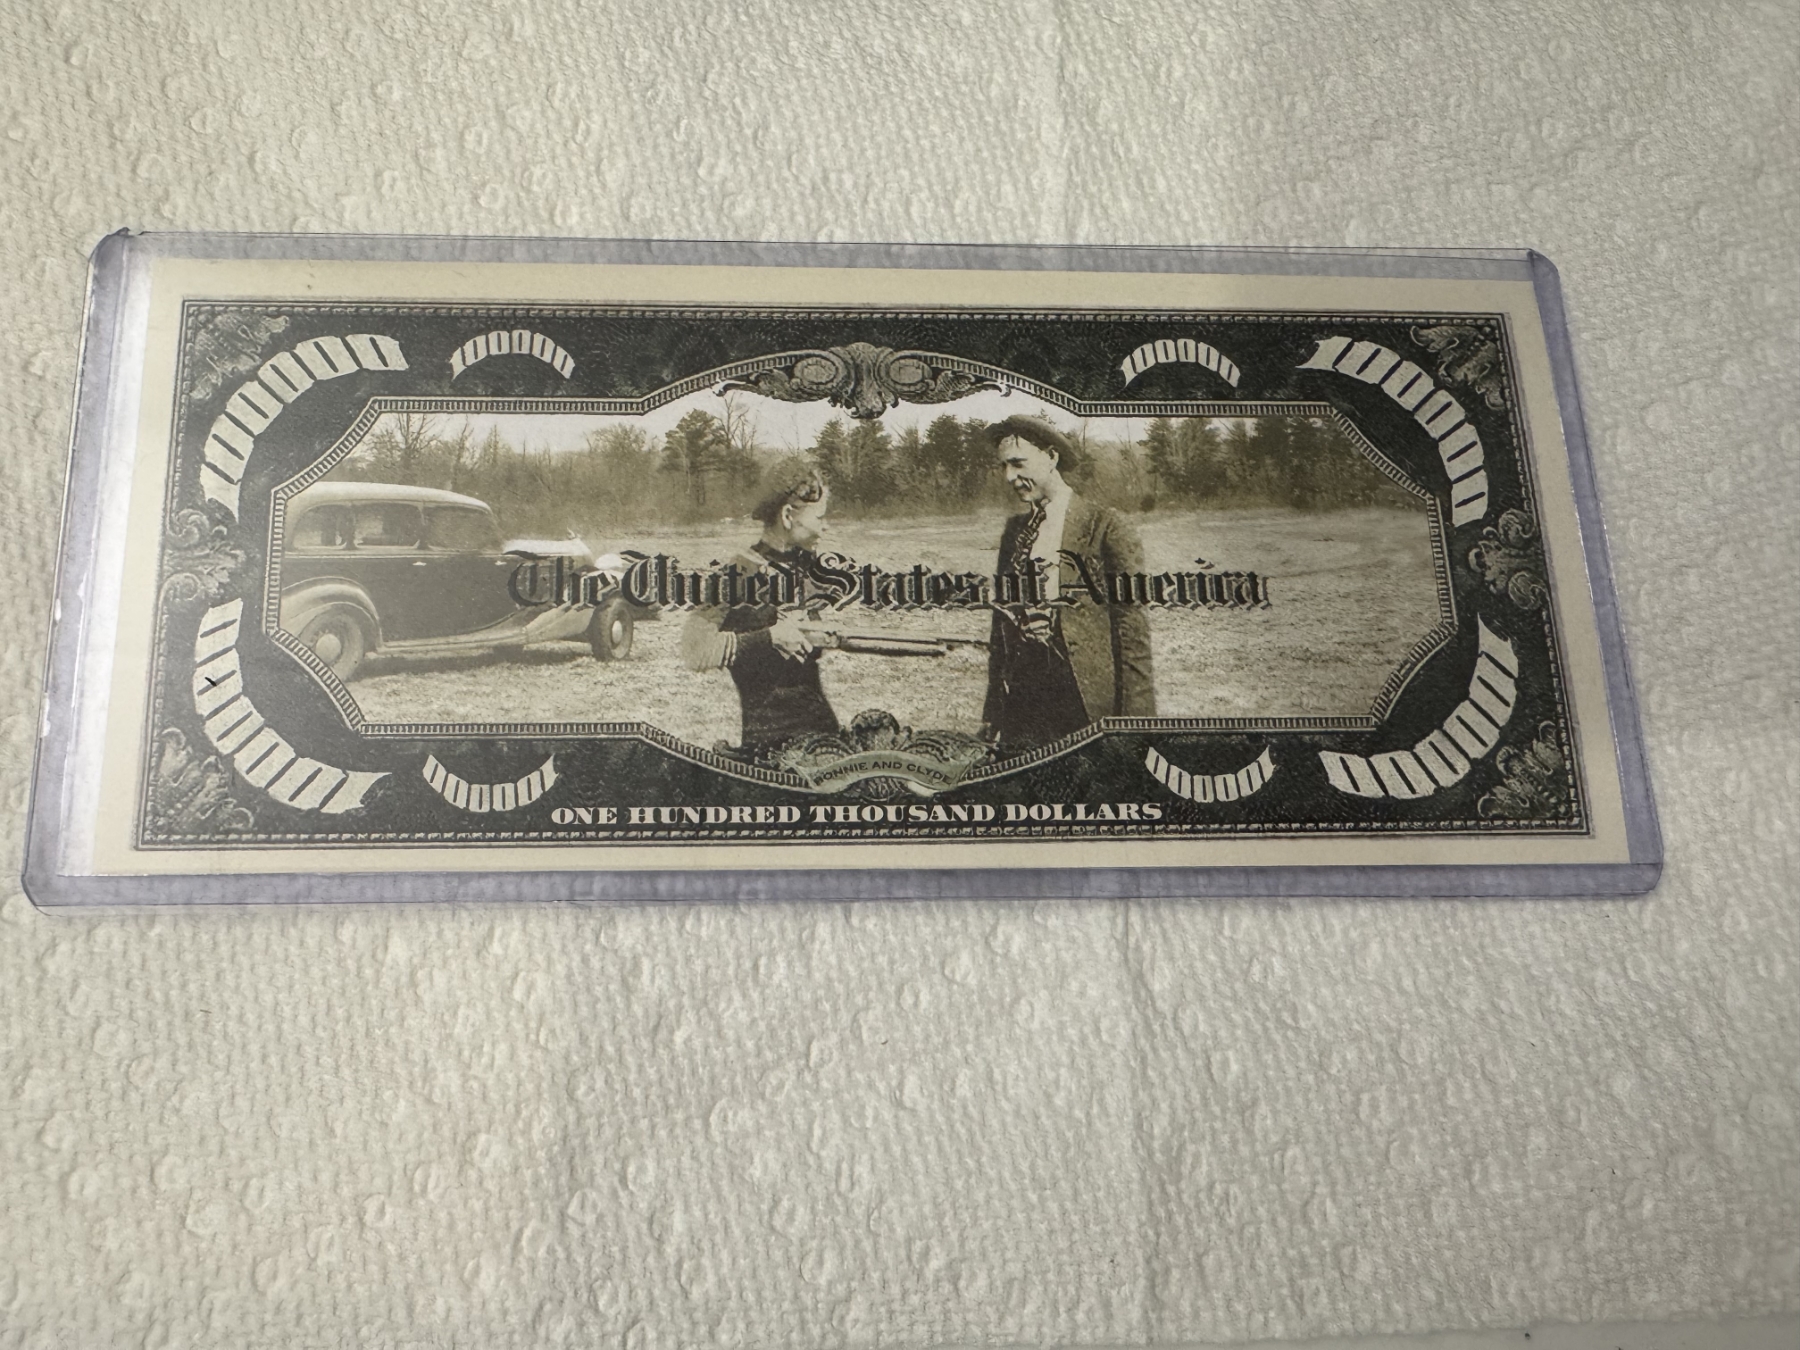 100000 100000 100000 100000
The United States of America
BONNIE AND CLYDE
100000 100000 100000 100000
ONE HUNDRED THOUSAND DOLLARS